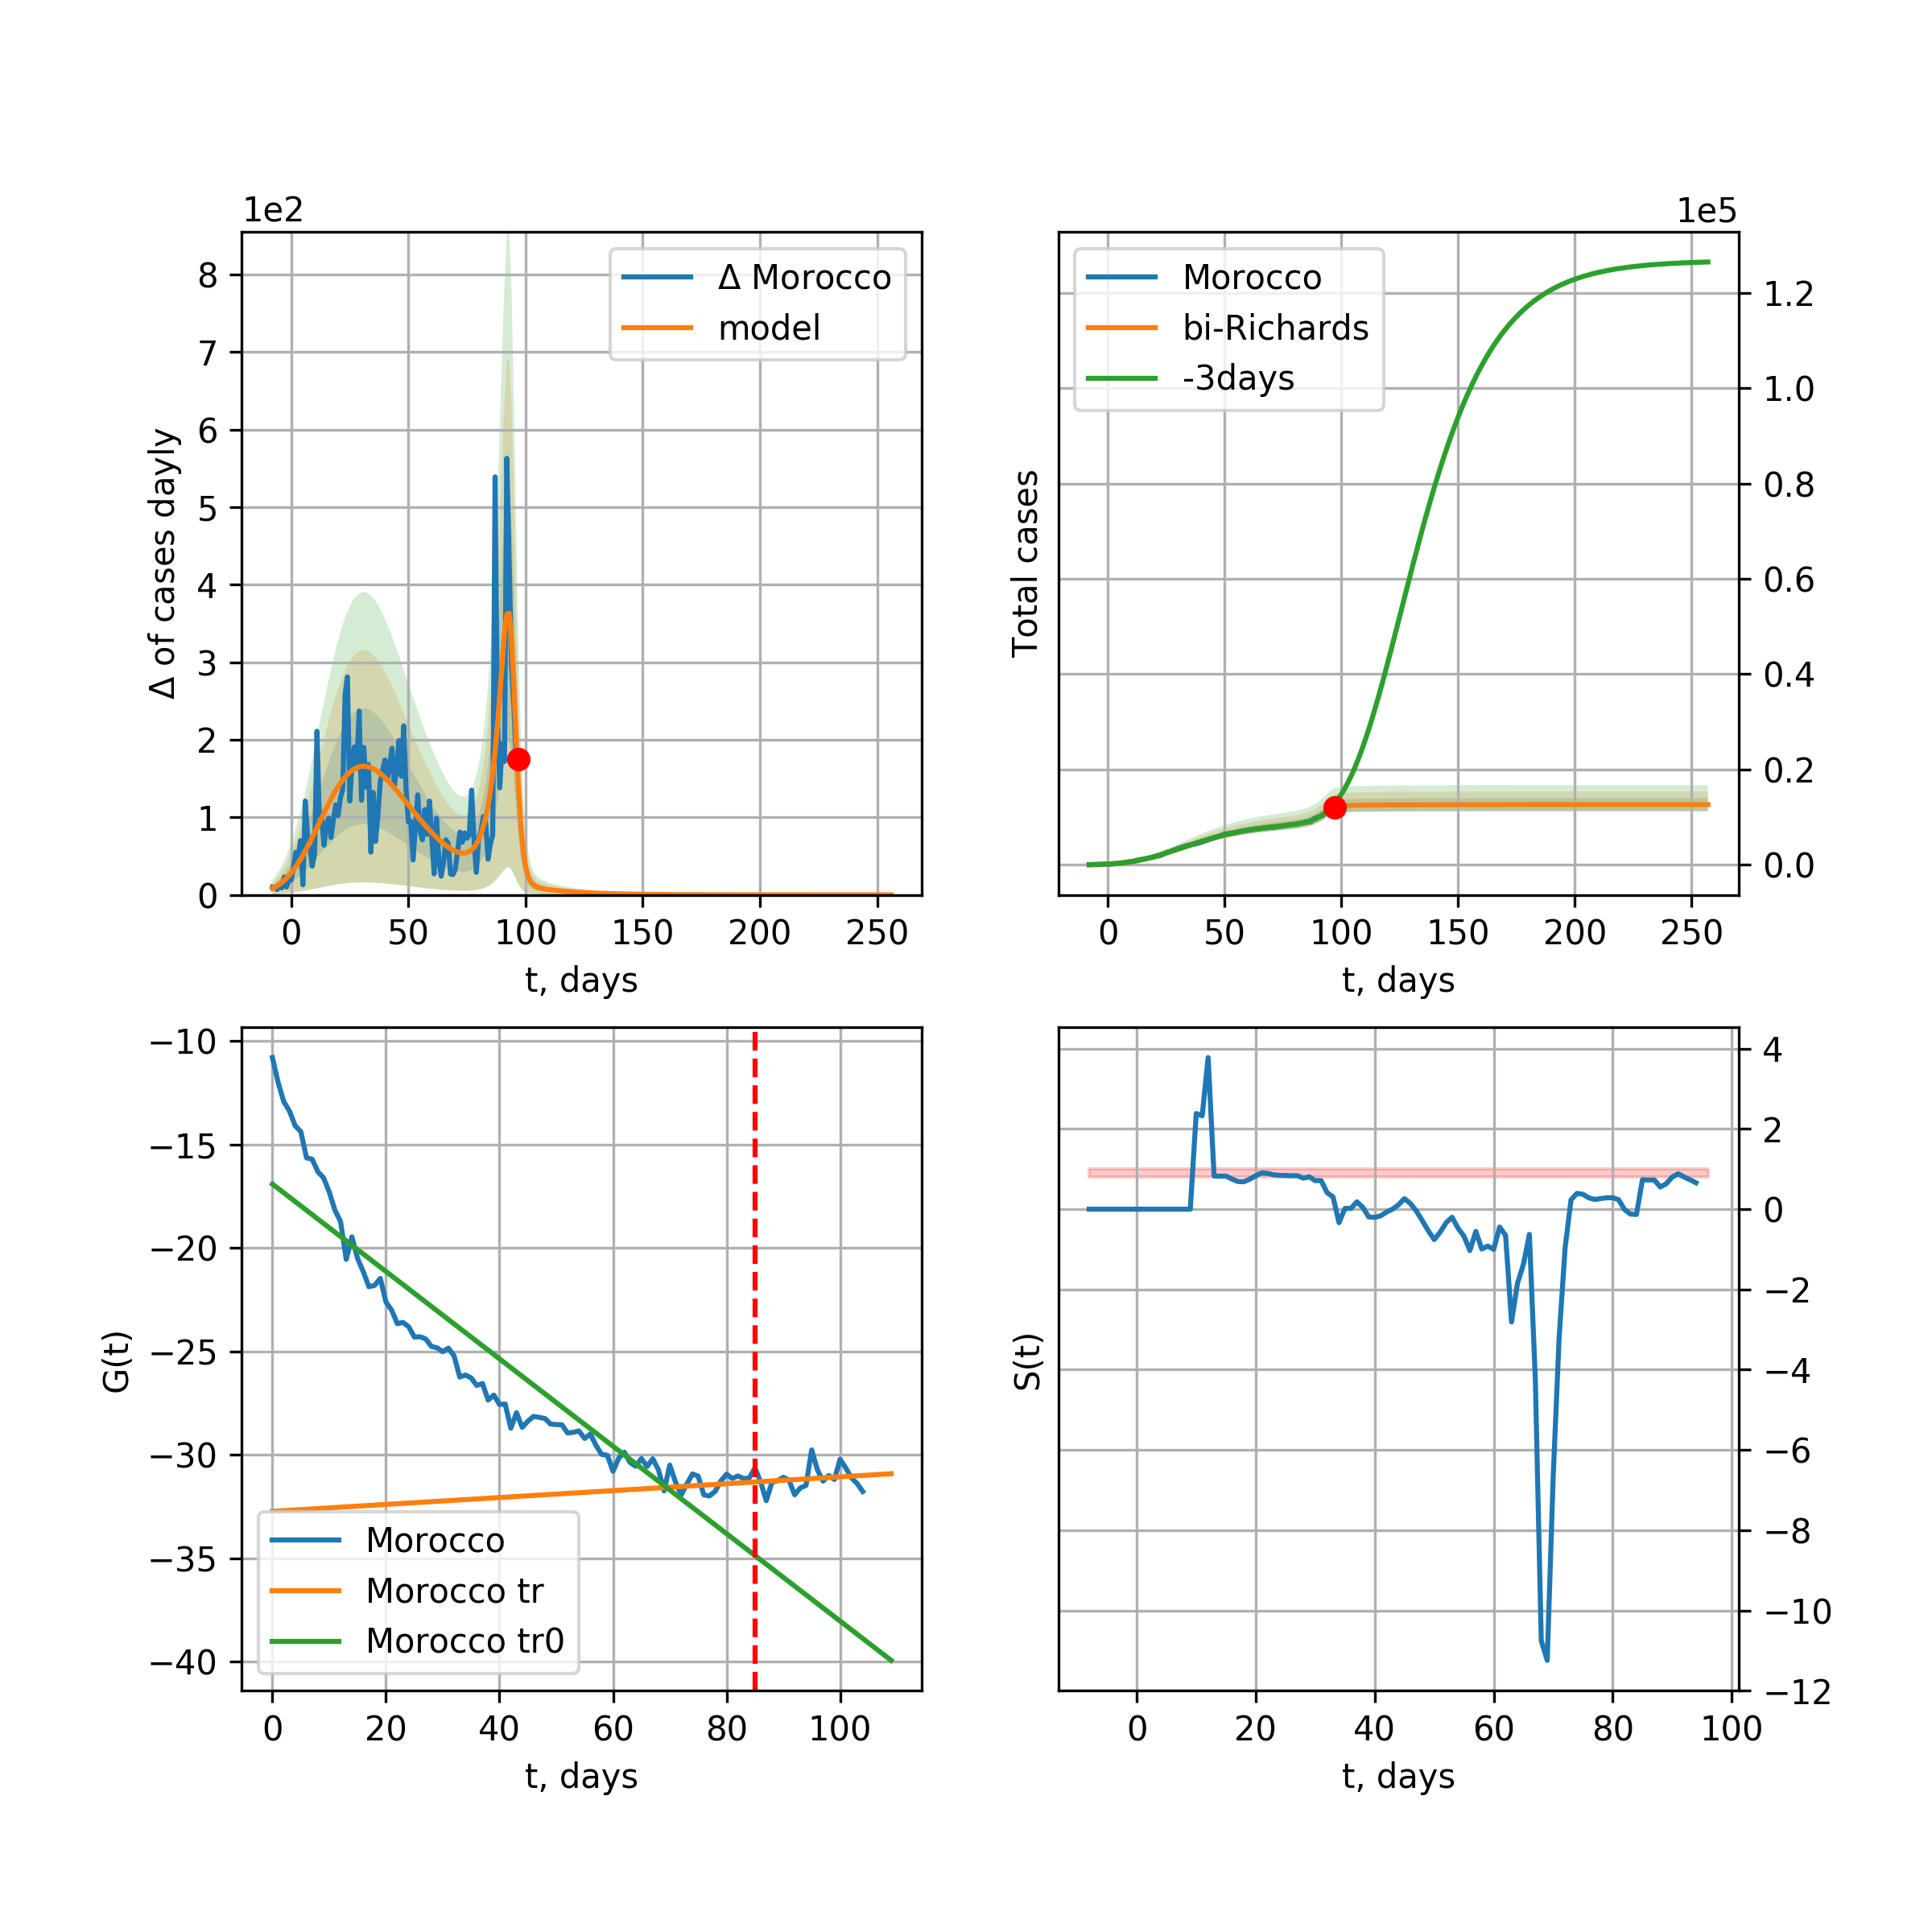 1e2
Δ of cases dayly
8
7
6
5
4
3
2
1
0
Δ Morocco
model
0 50 100 150 200 250
t, days
1e5
Total cases
Morocco
bi-Richards
-3days
1.2
1.0
0.8
0.6
0.4
0.2
0.0
0 50 100 150 200 250
t, days
G(t)
−10
−15
−20
−25
−30
−35
−40
Morocco
Morocco tr
Morocco tr0
0 20 40 60 80 100
t, days
S(t)
4
2
0
−2
−4
−6
−8
−10
−12
0 20 40 60 80 100
t, days